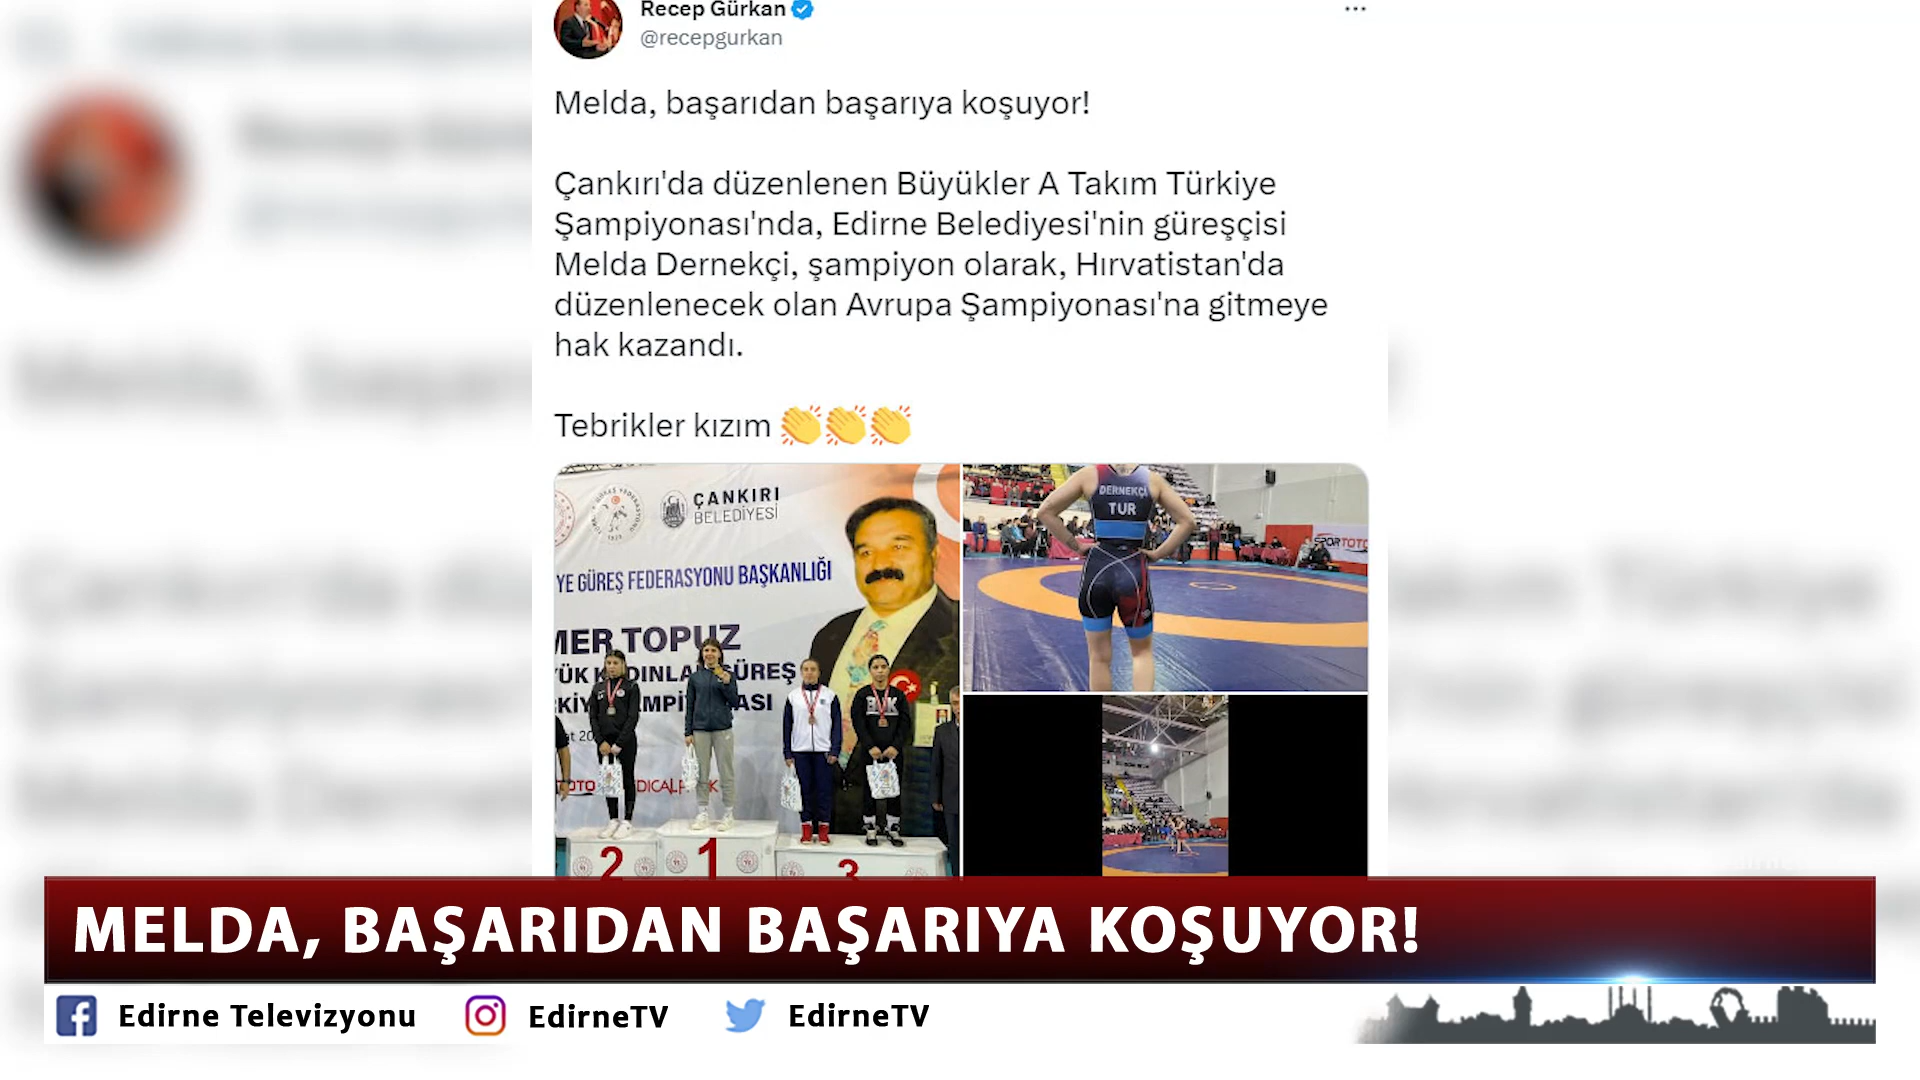 Recep Gürkan
@recepgurkan
Melda, başarıdan başarıya koşuyor!
Çankırı'da düzenlenen Büyükler A Takım Türkiye
Şampiyonası'nda, Edirne Belediyesi'nin güreşçisi
Melda Dernekçi, şampiyon olarak, Hırvatistan'da
düzenlenecek olan Avrupa Şampiyonası'na gitmeye
hak kazandı.
Tebrikler kızım 👏👏👏
ÇANKIRI
BELEDİYESİ
YE GÜREŞ FEDERASYONU BAŞKANLIĞI
MER TOPUZ
GÜREŞ
DERNEKÇİ
TUR
SPORTOTO
2
1
3
MELDA, BAŞARIDAN BAŞARIYA KOŞUYOR!
Edirne Televizyonu
EdirneTV
EdirneTV